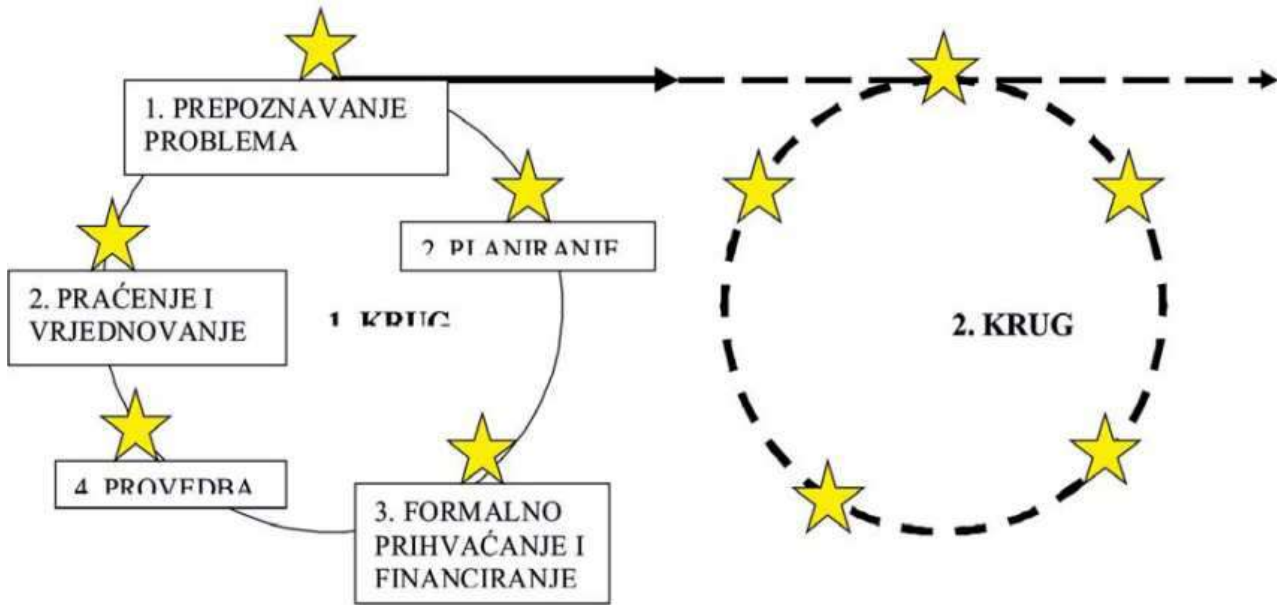 1. PREPOZNAVANJE
PROBLEMA
2. PLANIRANJE
2. PRAĆENJE I
VRJEDNOVANJE
1. KRUG
2. KRUG
4. PROVEDBA
3. FORMALNO
PRIHVAĆANJE I
FINANCIRANJE